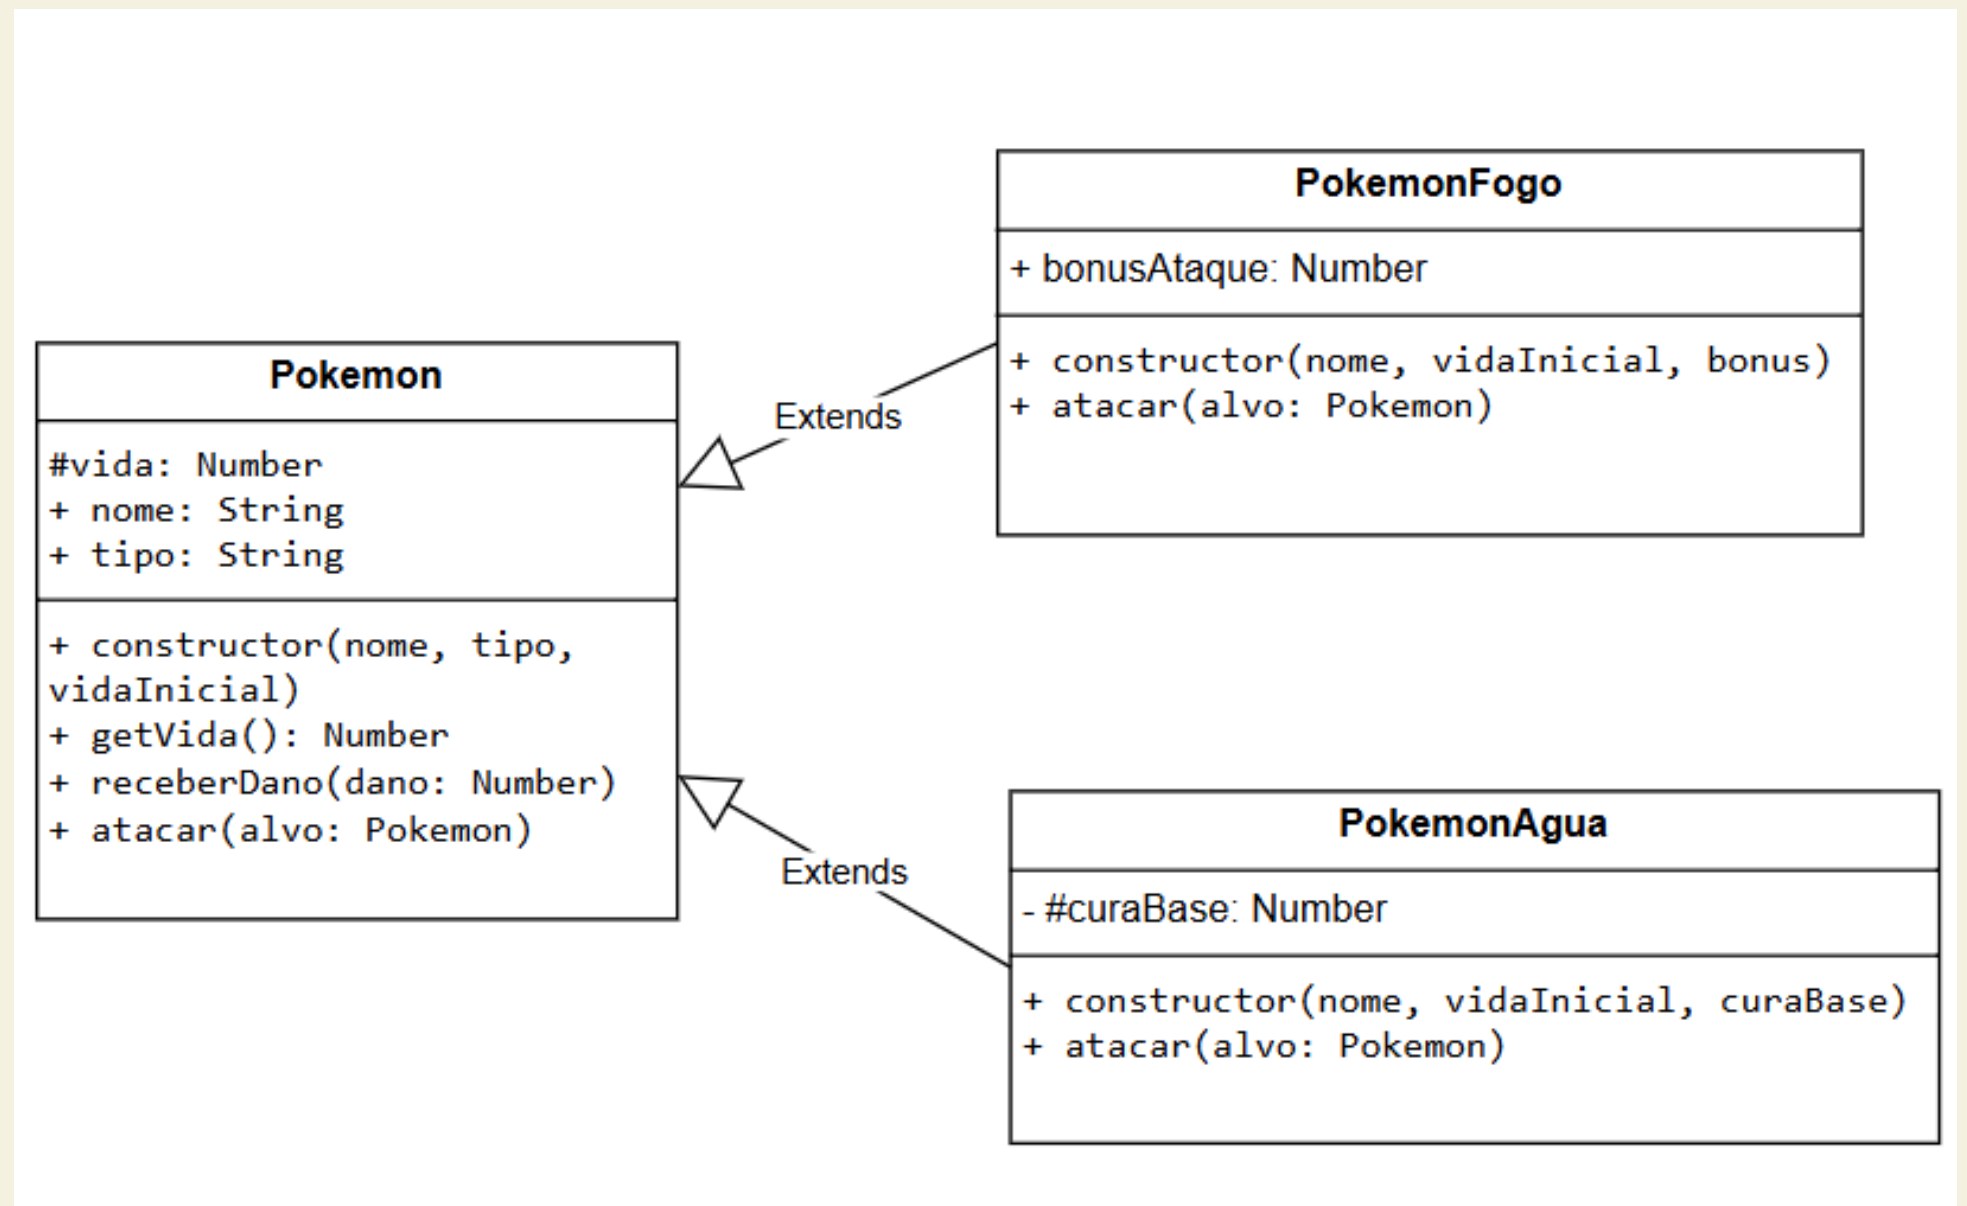 Pokemon
#vida: Number
+ nome: String
+ tipo: String
+ constructor(nome, tipo,
vidaInicial)
+ getVida(): Number
+ receberDano(dano: Number)
+ atacar(alvo: Pokemon)
Extends
Extends
PokemonFogo
+ bonusAtaque: Number
+ constructor(nome, vidaInicial, bonus)
+ atacar(alvo: Pokemon)
PokemonAgua
- #curaBase: Number
+ constructor(nome, vidaInicial, curaBase)
+ atacar(alvo: Pokemon)